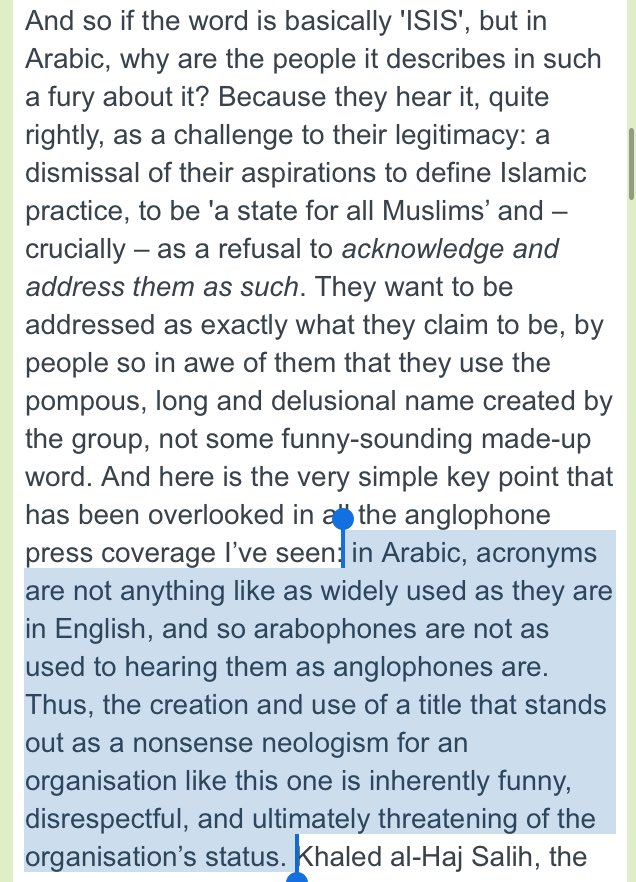 And so if the word is basically 'ISIS', but in
Arabic, why are the people it describes in such
a fury about it? Because they hear it, quite
rightly, as a challenge to their legitimacy: a
dismissal of their aspirations to define Islamic
practice, to be 'a state for all Muslims’ and –
crucially – as a refusal to acknowledge and
address them as such. They want to be
addressed as exactly what they claim to be, by
people so in awe of them that they use the
pompous, long and delusional name created by
the group, not some funny-sounding made-up
word. And here is the very simple key point that
has been overlooked in all the anglophone
press coverage I’ve seen: in Arabic, acronyms
are not anything like as widely used as they are
in English, and so arabophones are not as
used to hearing them as anglophones are.
Thus, the creation and use of a title that stands
out as a nonsense neologism for an
organisation like this one is inherently funny,
disrespectful, and ultimately threatening of the
organisation’s status. Khaled al-Haj Salih, the